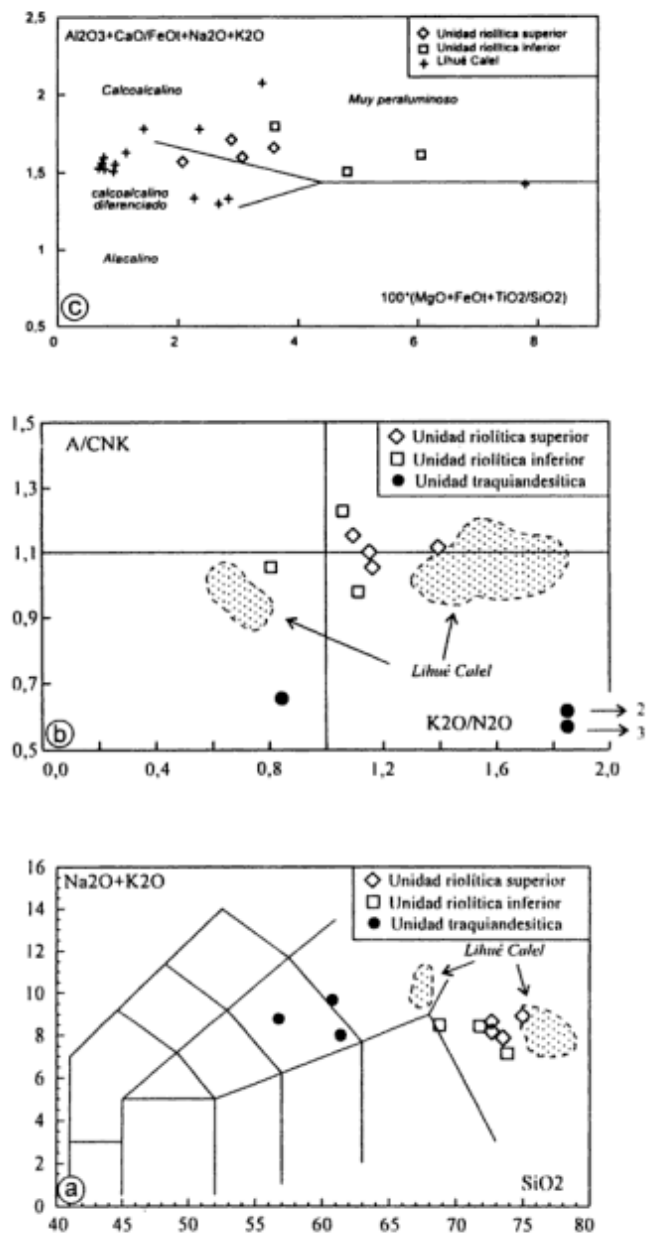 2,5
Al2O3+CaO/FeOt+Na2O+K2O
Unidad riolítica superior
Unidad riolítica inferior
Lihué Calel
Calcoalcalino
Muy peraluminoso
2
1,5
calcoalcalino
diferenciado
1
Alacalino
c
100*(MgO+FeOt+TiO2/SiO2)
0,5
0 2 4 6 8
1,5
A/CNK
Unidad riolítica superior
Unidad riolítica inferior
Unidad traquiandesítica
1,3
1,1
0,9
Lihué Calel
0,7
K2O/N2O
2
3
b
0,5
0,0 0,4 0,8 1,2 1,6 2,0
16
Na2O+K2O
Unidad riolítica superior
Unidad riolítica inferior
Unidad traquiandesítica
14
12
Lihué Calel
10
8
6
4
2
SiO2
a
0
40 45 50 55 60 65 70 75 80